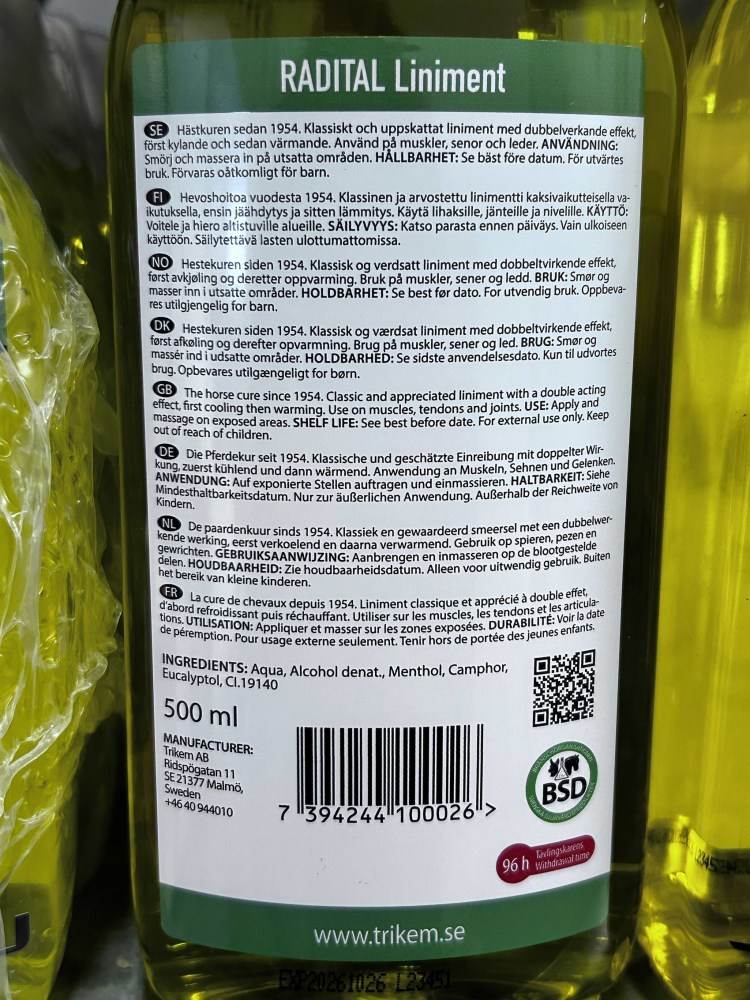 RADITAL Liniment
SE Hästkuren sedan 1954. Klassiskt och uppskattat liniment med dubbelverkande effekt,
först kylande och sedan värmande. Använd på muskler, senor och leder. ANVÄNDNING:
Smörj och massera in på utsatta områden. HÅLLBARHET: Se bäst före datum. För utvärtes
bruk. Förvaras oåtkomligt för barn.
FI Hevoshoitoa vuodesta 1954. Klassinen ja arvostettu linimentti kaksivaikutteisella va-
ikutuksella, ensin jäähdytys ja sitten lämmitys. Käytä lihaksille, jänteille ja nivelille. KÄYTTÖ:
Voitele ja hiero altistuville alueille. SÄILYVYYS: Katso parasta ennen päiväys. Vain ulkoiseen
käyttöön. Säilytettävä lasten ulottumattomissa.
NO Hestekuren siden 1954. Klassisk og verdsatt liniment med dobbeltvirkende effekt,
først avkjøling og deretter oppvarming. Bruk på muskler, sener og ledd. BRUK: Smør og
masser inn i utsatte områder. HOLDBARHET: Se best før dato. For utvendig bruk. Oppbeva-
res utilgjengelig for barn.
DK Hestekuren siden 1954. Klassisk og værdsat liniment med dobbeltvirkende effekt,
først afkøling og derefter opvarmning. Brug på muskler, sener og led. BRUG: Smør og
massér ind i udsatte områder. HOLDBARHED: Se sidste anvendelsesdato. Kun til udvortes
brug. Opbevares utilgængeligt for børn.
GB The horse cure since 1954. Classic and appreciated liniment with a double acting
effect, first cooling then warming. Use on muscles, tendons and joints. USE: Apply and
massage on exposed areas. SHELF LIFE: See best before date. For external use only. Keep
out of reach of children.
DE Die Pferdekur seit 1954. Klassische und geschätzte Einreibung mit doppelter Wir-
kung, zuerst kühlend und dann wärmend. Anwendung an Muskeln, Sehnen und Gelenken.
ANWENDUNG: Auf exponierte Stellen auftragen und einmassieren. HALTBARKEIT: Siehe
Mindesthaltbarkeitsdatum. Nur zur äußerlichen Anwendung. Außerhalb der Reichweite von
Kindern.
NL De paardenkuur sinds 1954. Klassiek en gewaardeerd smeersel met een dubbelwer-
kende werking, eerst verkoelend en daarna verwarmend. Gebruik op spieren, pezen en
gewrichten. GEBRUIKSAANWIJZING: Aanbrengen en inmasseren op de blootgestelde
delen. HOUDBAARHEID: Zie houdbaarheidsdatum. Alleen voor uitwendig gebruik. Buiten
het bereik van kleine kinderen.
FR La cure de chevaux depuis 1954. Liniment classique et apprécié à double effet,
d'abord refroidissant puis réchauffant. Utiliser sur les muscles, les tendons et les articula-
tions. UTILISATION: Appliquer et masser sur les zones exposées. DURABILITÉ: Voir la date
de péremption. Pour usage externe seulement. Tenir hors de portée des jeunes enfants.
INGREDIENTS: Aqua, Alcohol denat., Menthol, Camphor,
Eucalyptol, CI.19140
500 ml
MANUFACTURER:
Trikem AB
Ridspögatan 11
SE 21377 Malmö,
Sweden
+46 40 944010
7 394244 100026 >
BSD
96 h Tävlingskarens
Withdrawal time
www.trikem.se
EXP20261026 L23451